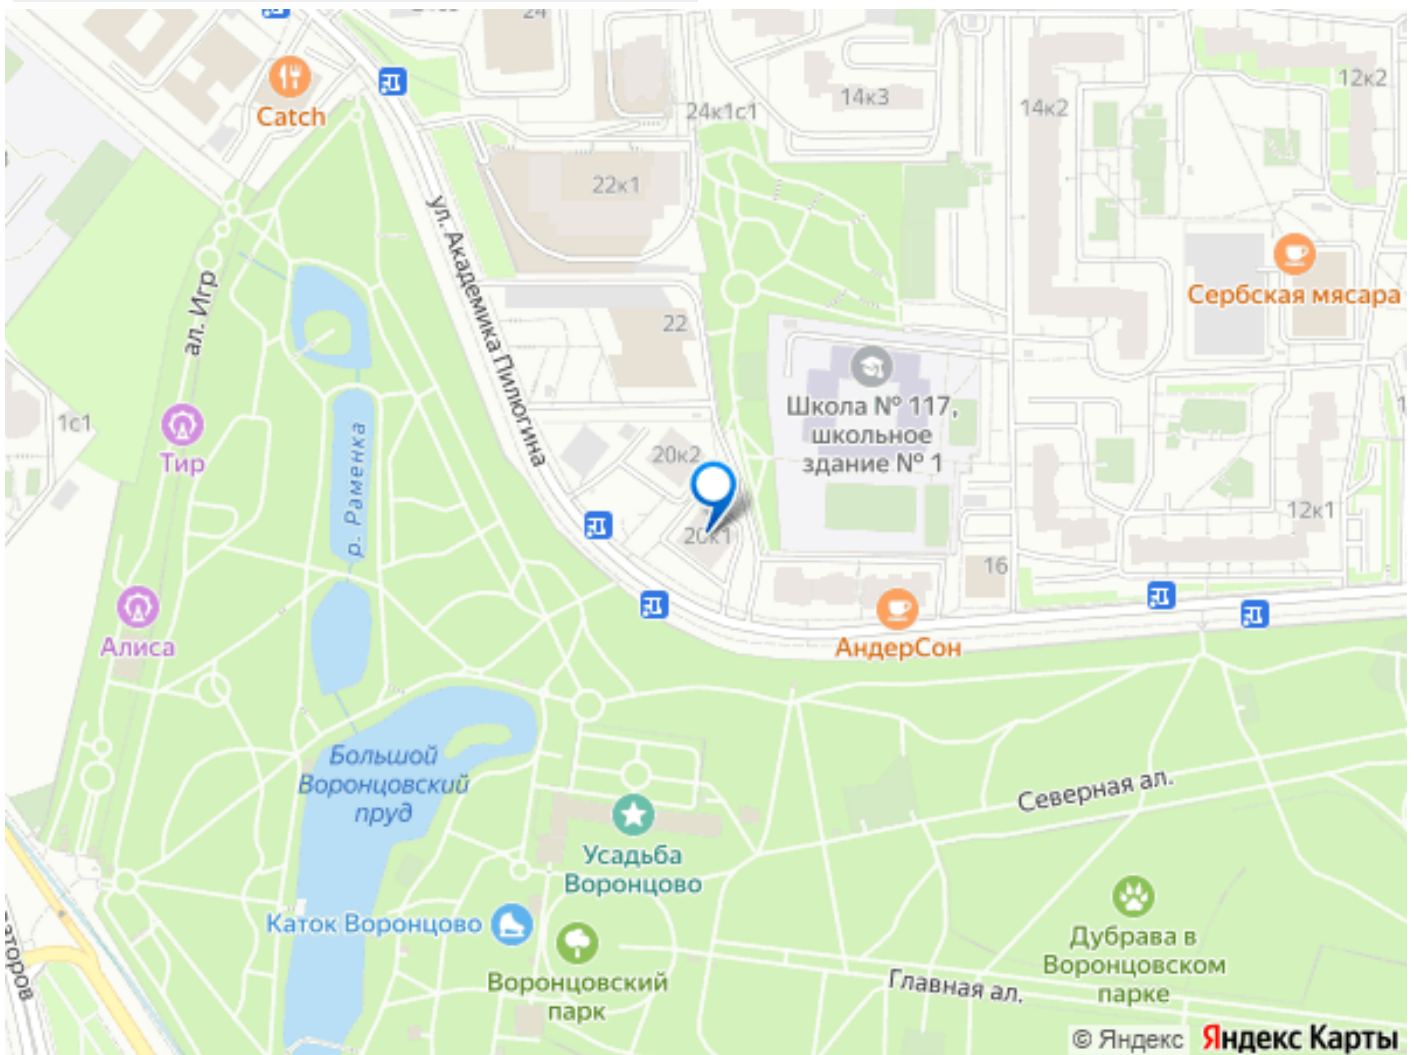 24
Catch
24к1с1
14к3
14к2
12к2
22к1
ул. Академика Пилюгина
ал. Игр
Сербская мясара
22
1с1
Тир
р. Раменка
Школа № 117,
школьное
здание № 1
20к2
20к1
12к1
16
Алиса
АндерСон
Большой
Воронцовский
пруд
Северная ал.
Усадьба
Воронцово
Каток Воронцово
Воронцовский
парк
Дубрава в
Воронцовском
парке
Главная ал.
© Яндекс Яндекс Карты